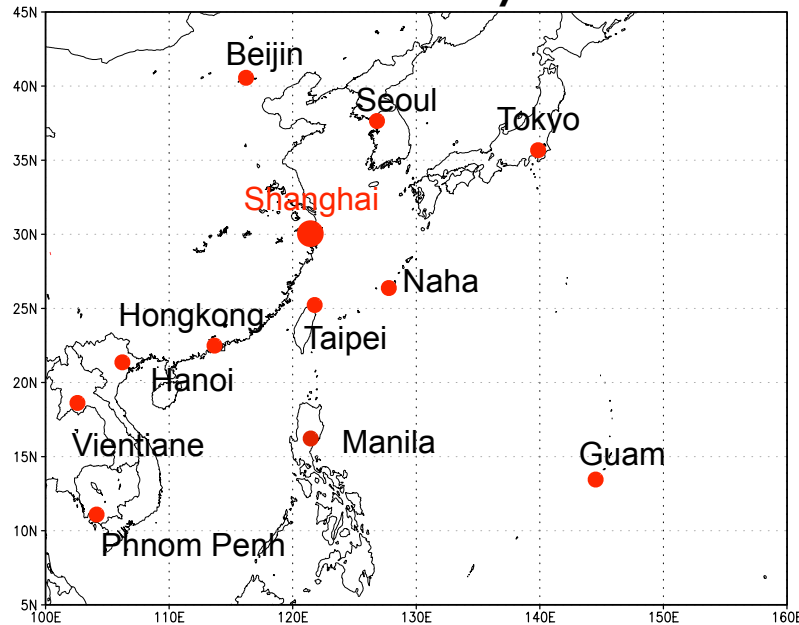 45N
Beijin
40N
Seoul
Tokyo
35N
Shanghai
30N
Naha
25N
Hongkong
Taipei
Hanoi
20N
Vientiane
Manila
Guam
15N
10N
Phnom Penh
5N
100E 110E 120E 130E 140E 150E 160E